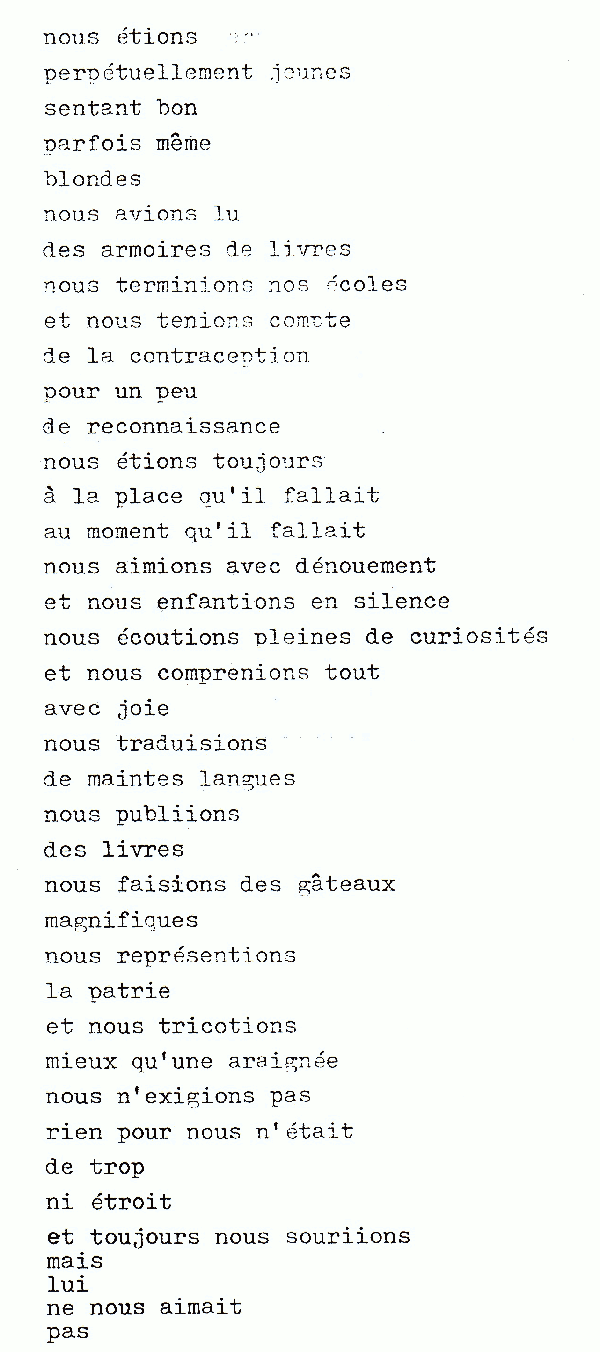 nous étions
perpétuellement jeunes
sentant bon
parfois même
blondes
nous avions lu
des armoires de livres
nous terminions nos écoles
et nous tenions compte
de la contraception
pour un peu
de reconnaissance
nous étions toujours
à la place qu'il fallait
au moment qu'il fallait
nous aimions avec dénouement
et nous enfantions en silence
nous écoutions pleines de curiosités
et nous comprenions tout
avec joie
nous traduisions
de maintes langues
nous publiions
des livres
nous faisions des gâteaux
magnifiques
nous représentions
la patrie
et nous tricotions
mieux qu'une araignée
nous n'exigions pas
rien pour nous n'était
de trop
ni étroit
et toujours nous souriions
mais
lui
ne nous aimait
pas